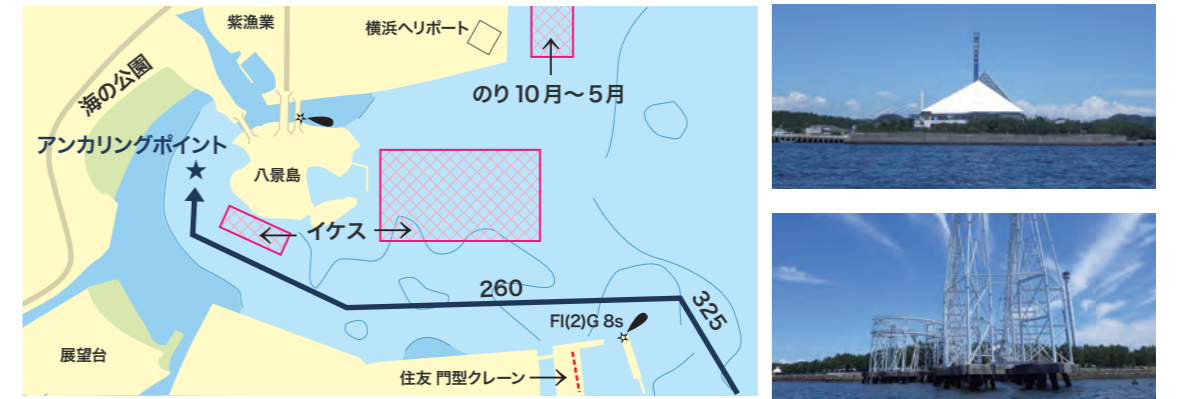 紫漁業
横浜ヘリポート
海の公園
のり10月〜5月
アンカリングポイント
八景島
イケス
260
325
Fl(2)G 8s
展望台
住友 門型クレーン